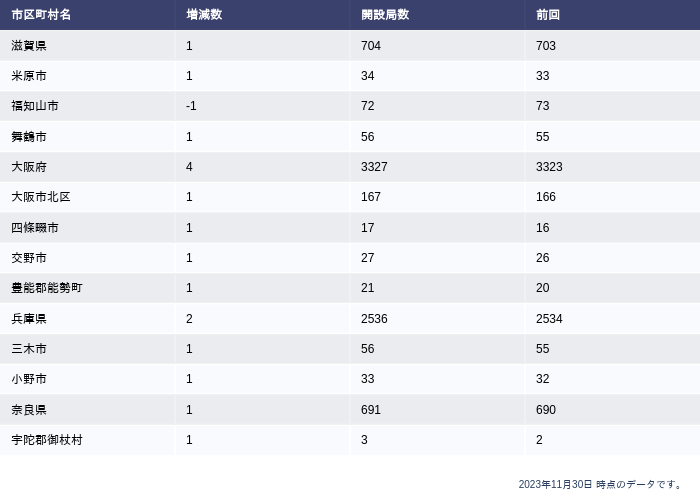 市区町村名 増減数 開設局数 前回
滋賀県 1 704 703
米原市 1 34 33
福知山市 -1 72 73
舞鶴市 1 56 55
大阪府 4 3327 3323
大阪市北区 1 167 166
四條畷市 1 17 16
交野市 1 27 26
豊能郡能勢町 1 21 20
兵庫県 2 2536 2534
三木市 1 56 55
小野市 1 33 32
奈良県 1 691 690
宇陀郡御杖村 1 3 2
2023年11月30日 時点のデータです。